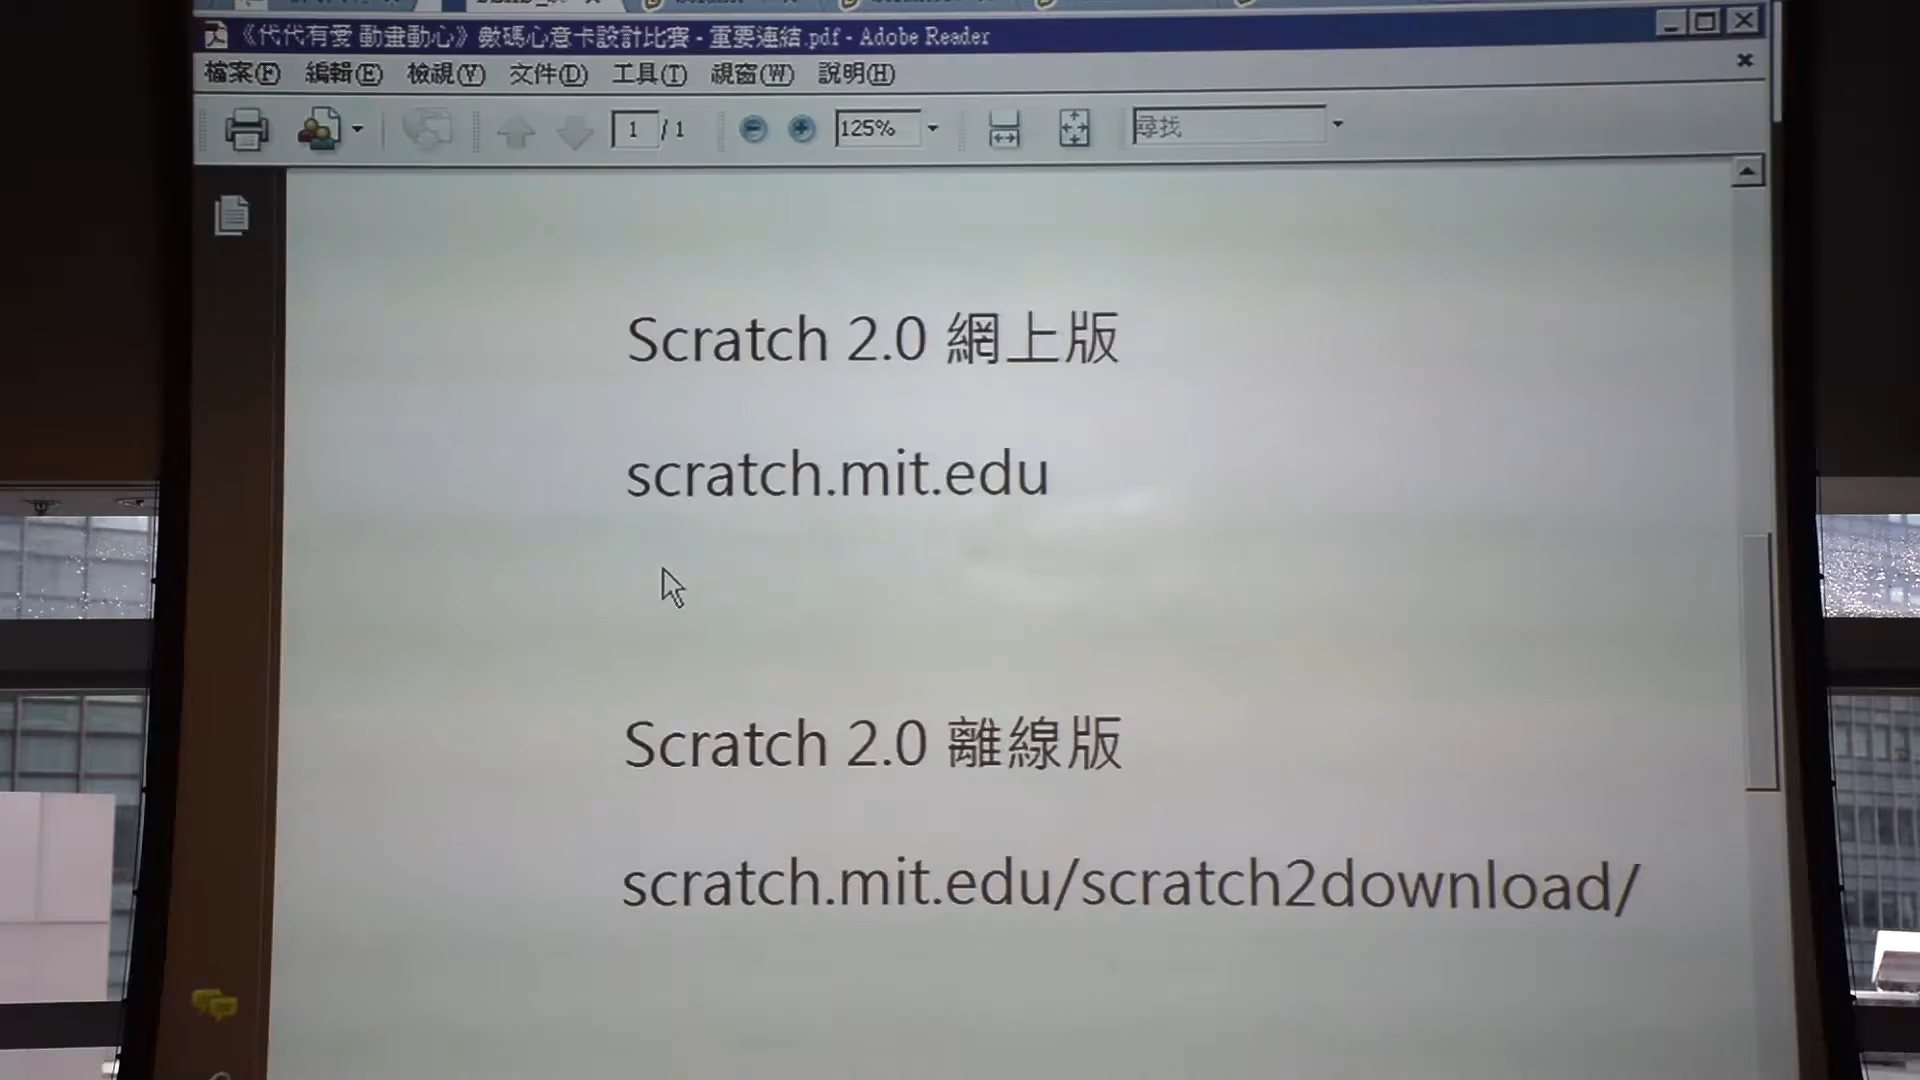 《代代有愛 動畫動心》數碼心意卡設計比賽 - 重要連結.pdf - Adobe Reader
檔案(F) 編輯(E) 檢視(V) 文件(D) 工具(T) 視窗(W) 說明(H)
1 / 1 125% 尋找
Scratch 2.0 網上版
scratch.mit.edu
Scratch 2.0 離線版
scratch.mit.edu/scratch2download/